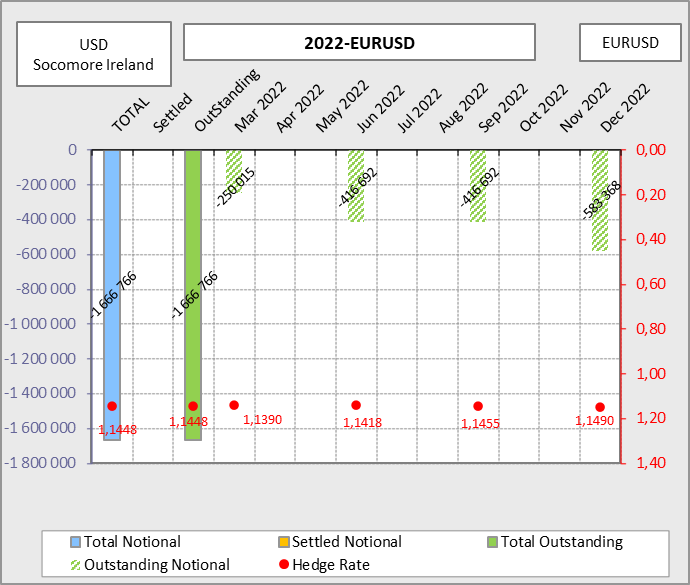 USD
Socomore Ireland
2022-EURUSD
EURUSD
TOTAL
Settled
OutStanding
Mar 2022
Apr 2022
May 2022
Jun 2022
Jul 2022
Aug 2022
Sep 2022
Oct 2022
Nov 2022
Dec 2022
0
-200 000
-400 000
-600 000
-800 000
-1 000 000
-1 200 000
-1 400 000
-1 600 000
-1 800 000
0,00
0,20
0,40
0,60
0,80
1,00
1,20
1,40
-1 666 766
-1 666 766
-250 015
-416 692
-416 692
-583 368
1,1448
1,1448
1,1390
1,1418
1,1455
1,1490
Total Notional
Settled Notional
Total Outstanding
Outstanding Notional
Hedge Rate